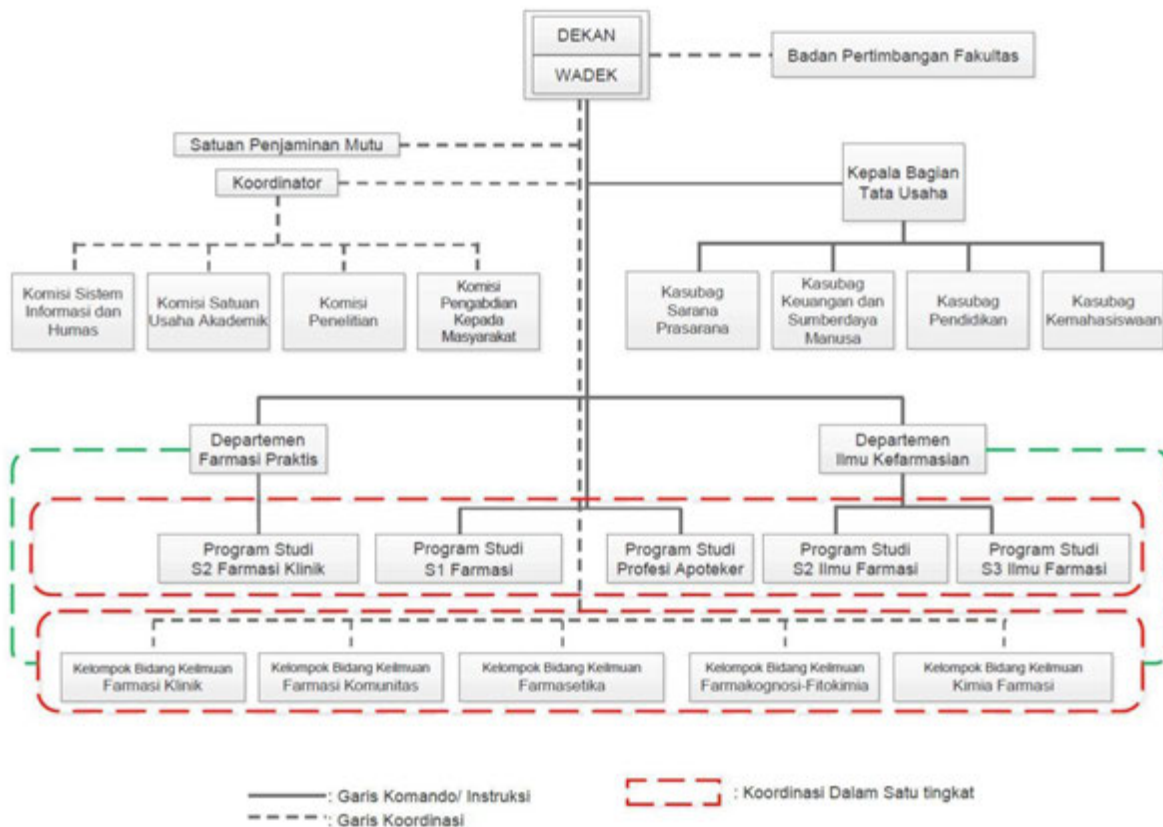 DEKAN
WADEK
Badan Pertimbangan Fakultas
Satuan Penjaminan Mutu
Koordinator
Kepala Bagian
Tata Usaha
Komisi Sistem
Informasi dan
Humas
Komisi Satuan
Usaha Akademik
Komisi
Penelitian
Komisi
Pengabdian
Kepada
Masyarakat
Kasubag
Sarana
Prasarana
Kasubag
Keuangan dan
Sumberdaya
Manusa
Kasubag
Pendidikan
Kasubag
Kemahasiswaan
Departemen
Farmasi Praktis
Departemen
Ilmu Kefarmasian
Program Studi
S2 Farmasi Klinik
Program Studi
S1 Farmasi
Program Studi
Profesi Apoteker
Program Studi
S2 Ilmu Farmasi
Program Studi
S3 Ilmu Farmasi
Kelompok Bidang Keilmuan
Farmasi Klinik
Kelompok Bidang Keilmuan
Farmasi Komunitas
Kelompok Bidang Keilmuan
Farmasetika
Kelompok Bidang Keilmuan
Farmakognosi-Fitokimia
Kelompok Bidang Keilmuan
Kimia Farmasi
: Garis Komando/ Instruksi
: Garis Koordinasi
: Koordinasi Dalam Satu tingkat